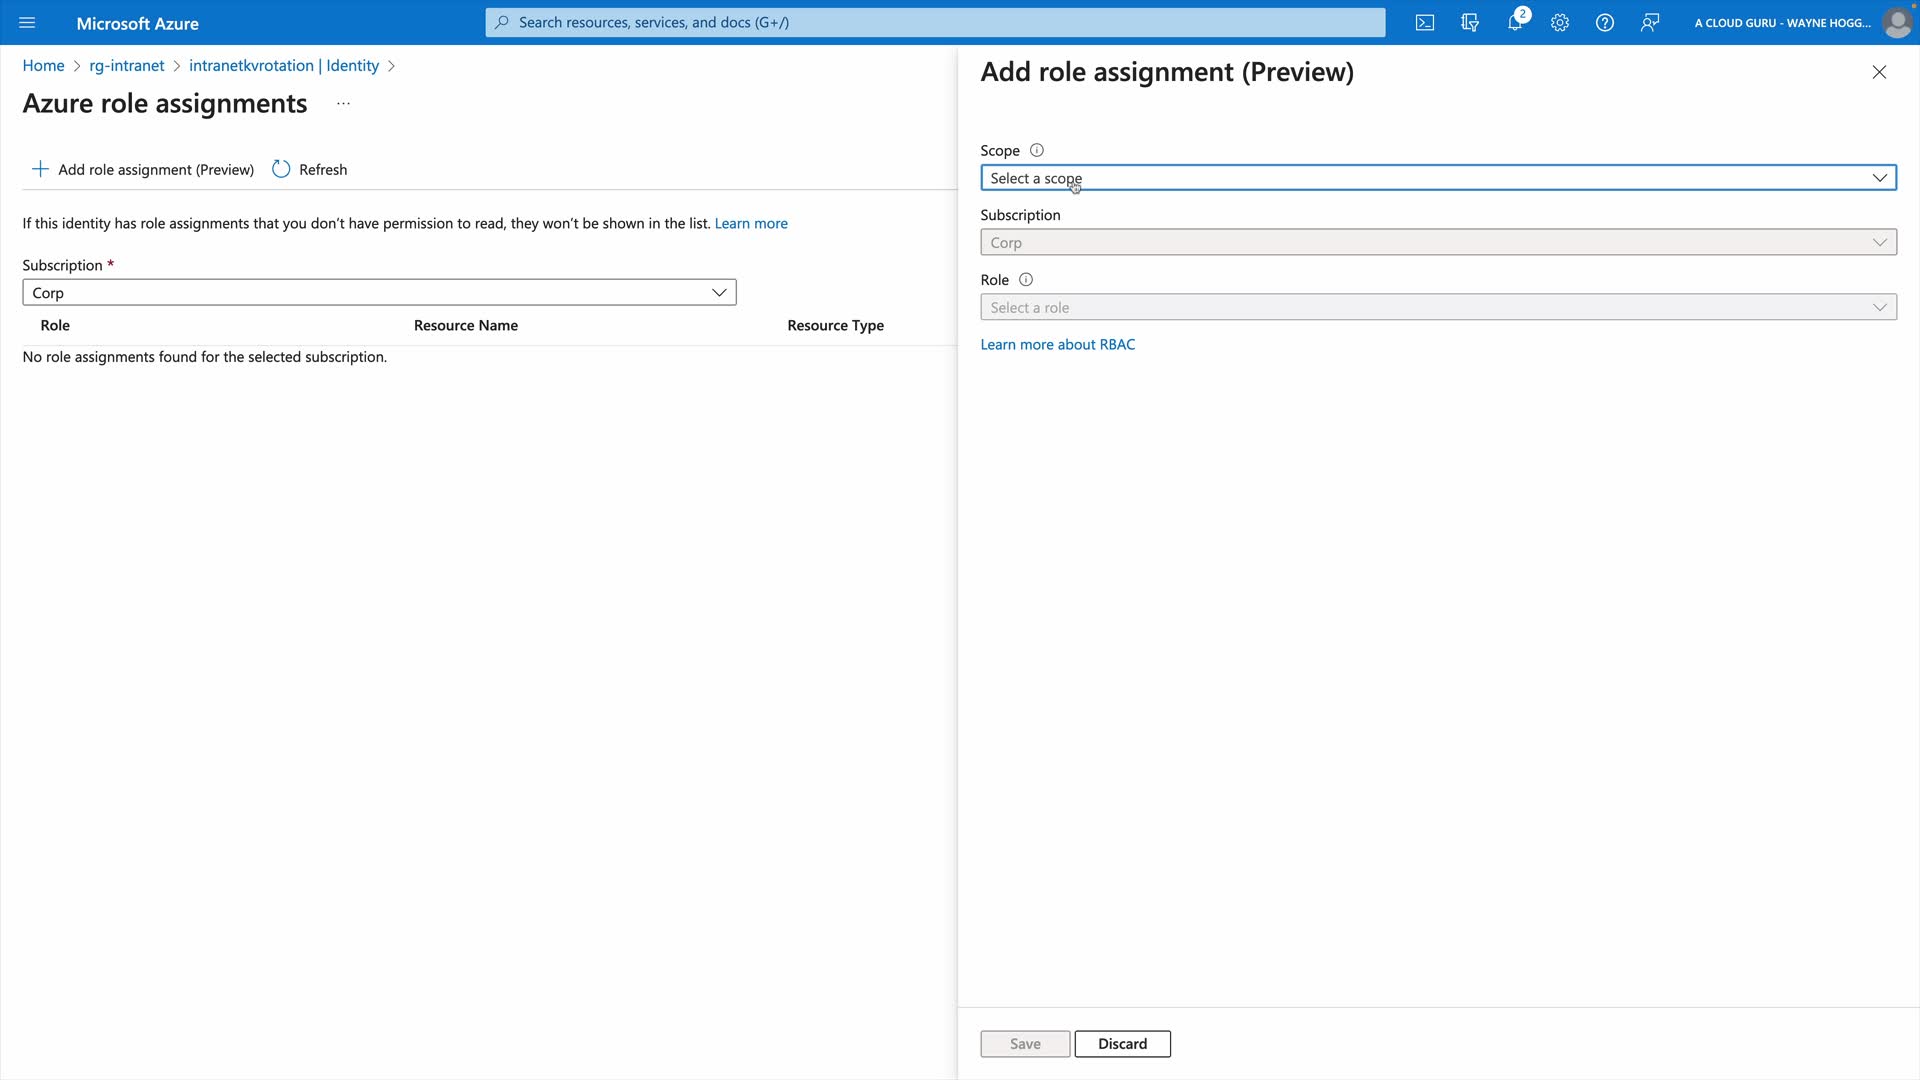 Microsoft Azure
Search resources, services, and docs (G+/)
2
A CLOUD GURU - WAYNE HOGG...
Home > rg-intranet > intranetkvrotation | Identity >
Azure role assignments ...
+ Add role assignment (Preview) Refresh
If this identity has role assignments that you don't have permission to read, they won't be shown in the list. Learn more
Subscription *
Corp
Role Resource Name Resource Type
No role assignments found for the selected subscription.
Add role assignment (Preview)
Scope
Select a scope
Subscription
Corp
Role
Select a role
Learn more about RBAC
Save Discard